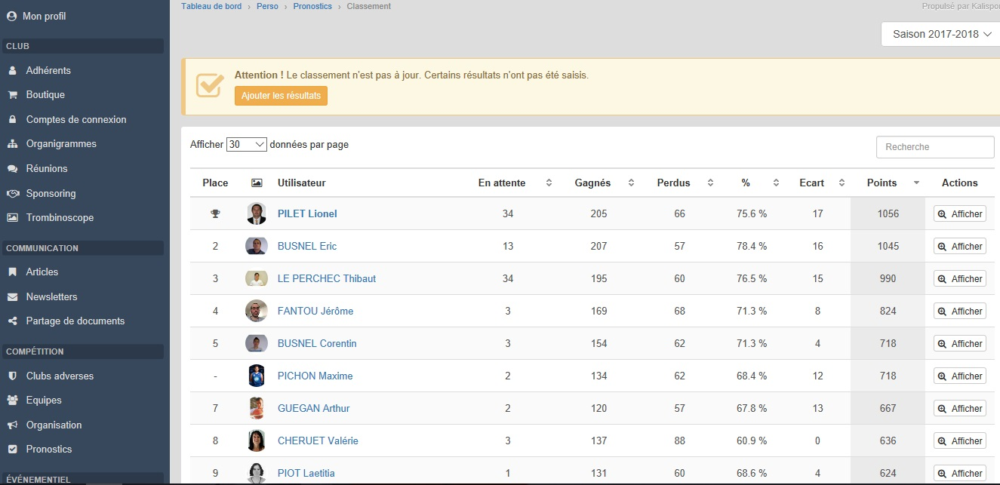 Tableau de bord › Perso › Pronostics › Classement
Propulsé par Kalispor
Saison 2017-2018
Mon profil
CLUB
Adhérents
Boutique
Comptes de connexion
Organigrammes
Réunions
Sponsoring
Trombinoscope
COMMUNICATION
Articles
Newsletters
Partage de documents
COMPÉTITION
Clubs adverses
Equipes
Organisation
Pronostics
ÉVÉNEMENTIEL
Attention ! Le classement n'est pas à jour. Certains résultats n'ont pas été saisis.
Ajouter les résultats
Afficher 30 données par page
Recherche
Place Utilisateur En attente Gagnés Perdus % Ecart Points Actions
PILET Lionel 34 205 66 75.6 % 17 1056 Afficher
2 BUSNEL Eric 13 207 57 78.4 % 16 1045 Afficher
3 LE PERCHEC Thibaut 34 195 60 76.5 % 15 990 Afficher
4 FANTOU Jérôme 3 169 68 71.3 % 8 824 Afficher
5 BUSNEL Corentin 3 154 62 71.3 % 4 718 Afficher
- PICHON Maxime 2 134 62 68.4 % 12 718 Afficher
7 GUEGAN Arthur 2 120 57 67.8 % 13 667 Afficher
8 CHERUET Valérie 3 137 88 60.9 % 0 636 Afficher
9 PIOT Laetitia 1 131 60 68.6 % 4 624 Afficher